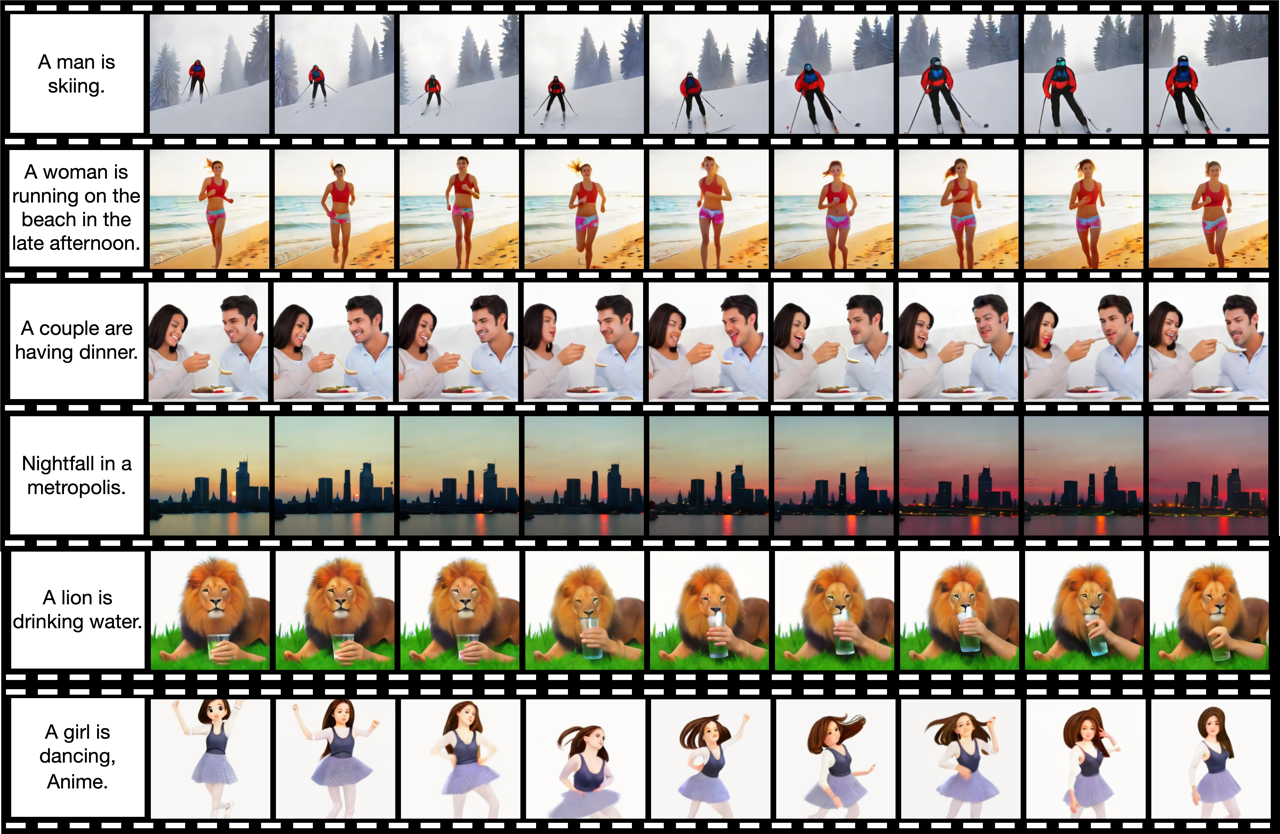 A man is
skiing.
A woman is
running on the
beach in the
late afternoon.
A couple are
having dinner.
Nightfall in a
metropolis.
A lion is
drinking water.
A girl is
dancing,
Anime.